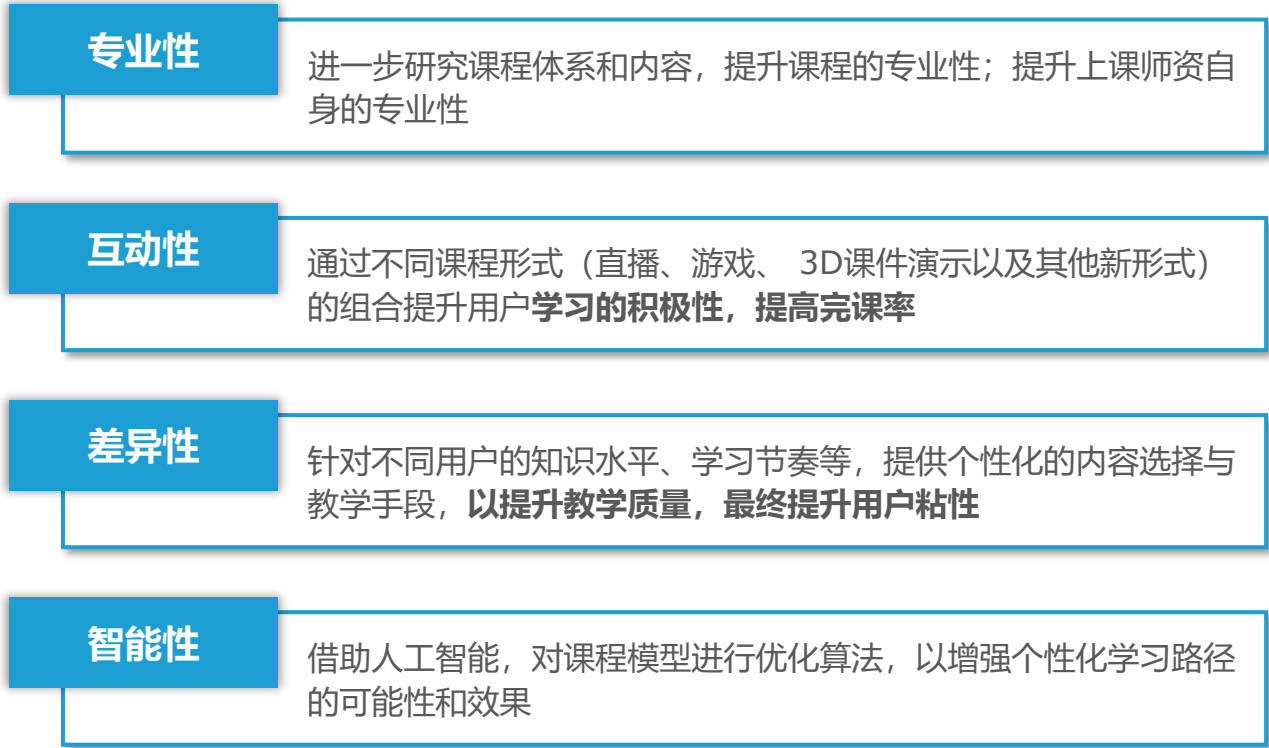 专业性
进一步研究课程体系和内容，提升课程的专业性；提升上课师资自
身的专业性
互动性
通过不同课程形式（直播、游戏、 3D课件演示以及其他新形式）
的组合提升用户学习的积极性，提高完课率
差异性
针对不同用户的知识水平、学习节奏等，提供个性化的内容选择与
教学手段，以提升教学质量，最终提升用户粘性
智能性
借助人工智能，对课程模型进行优化算法，以增强个性化学习路径
的可能性和效果